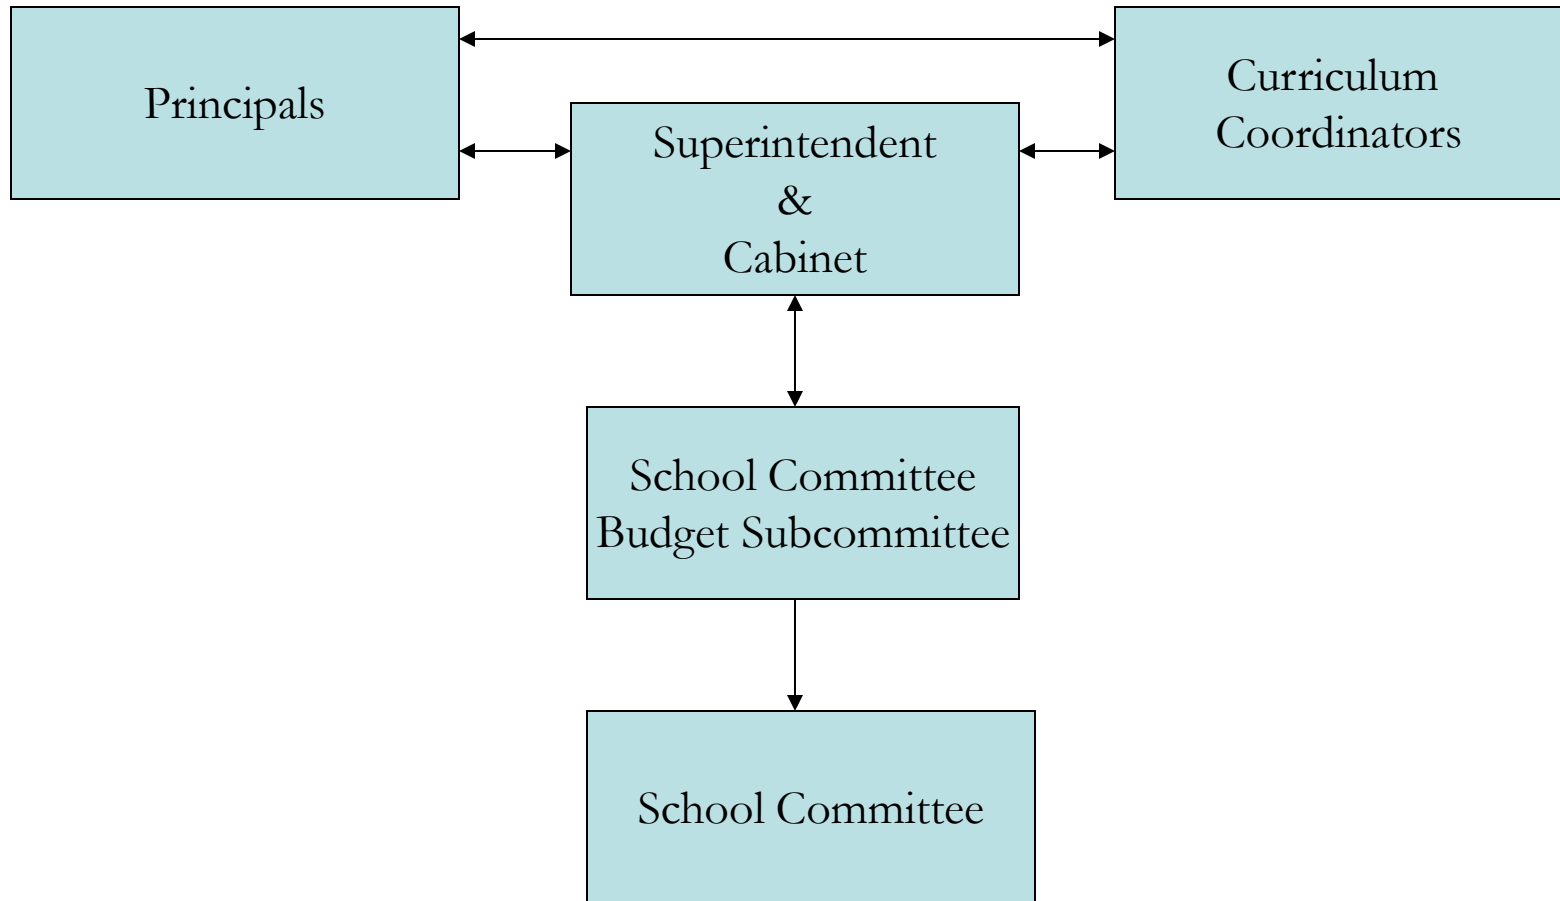 Principals
Curriculum
Coordinators
Superintendent
&
Cabinet
School Committee
Budget Subcommittee
School Committee